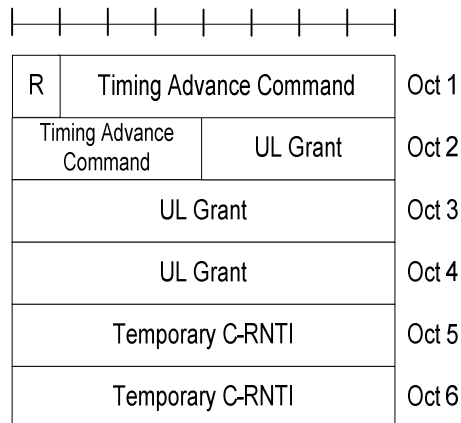 R Timing Advance Command Oct 1
Timing Advance
Command UL Grant Oct 2
UL Grant Oct 3
UL Grant Oct 4
Temporary C-RNTI Oct 5
Temporary C-RNTI Oct 6